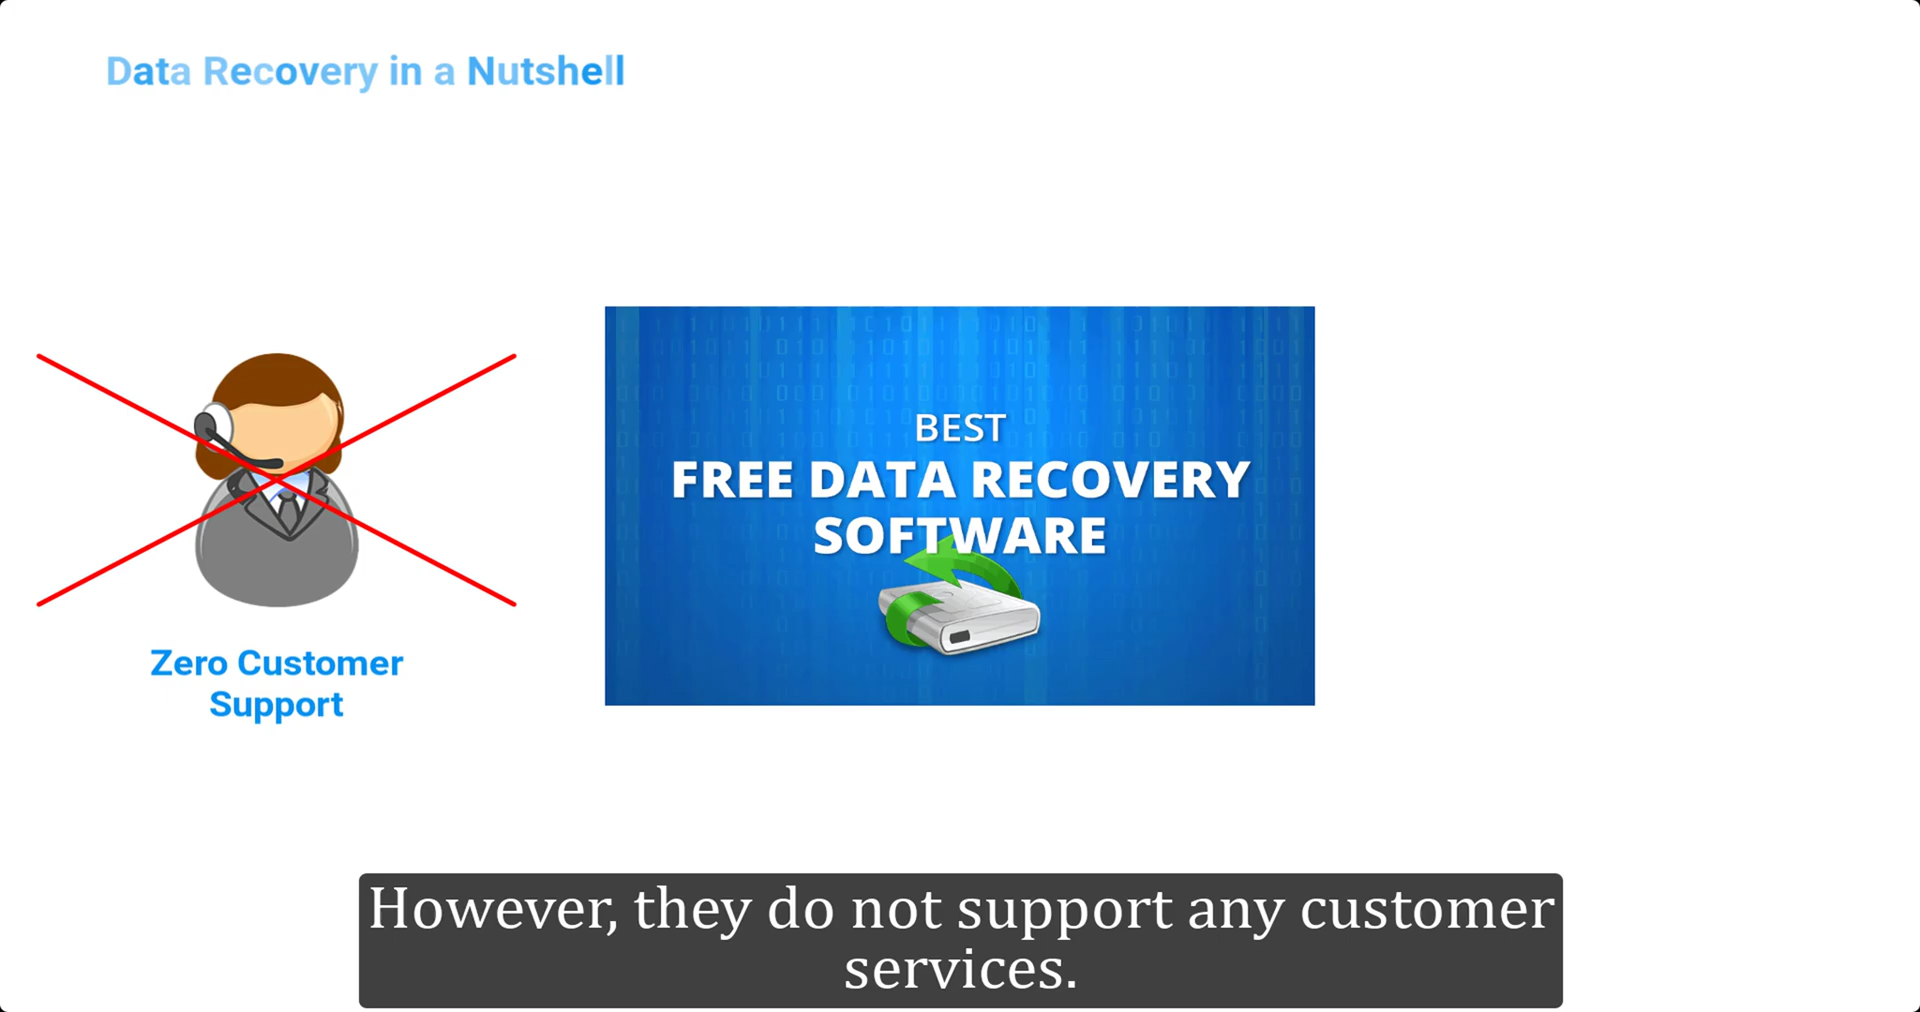 Data Recovery in a Nutshell
BEST
FREE DATA RECOVERY
SOFTWARE
Zero Customer
Support
However, they do not support any customer
services.